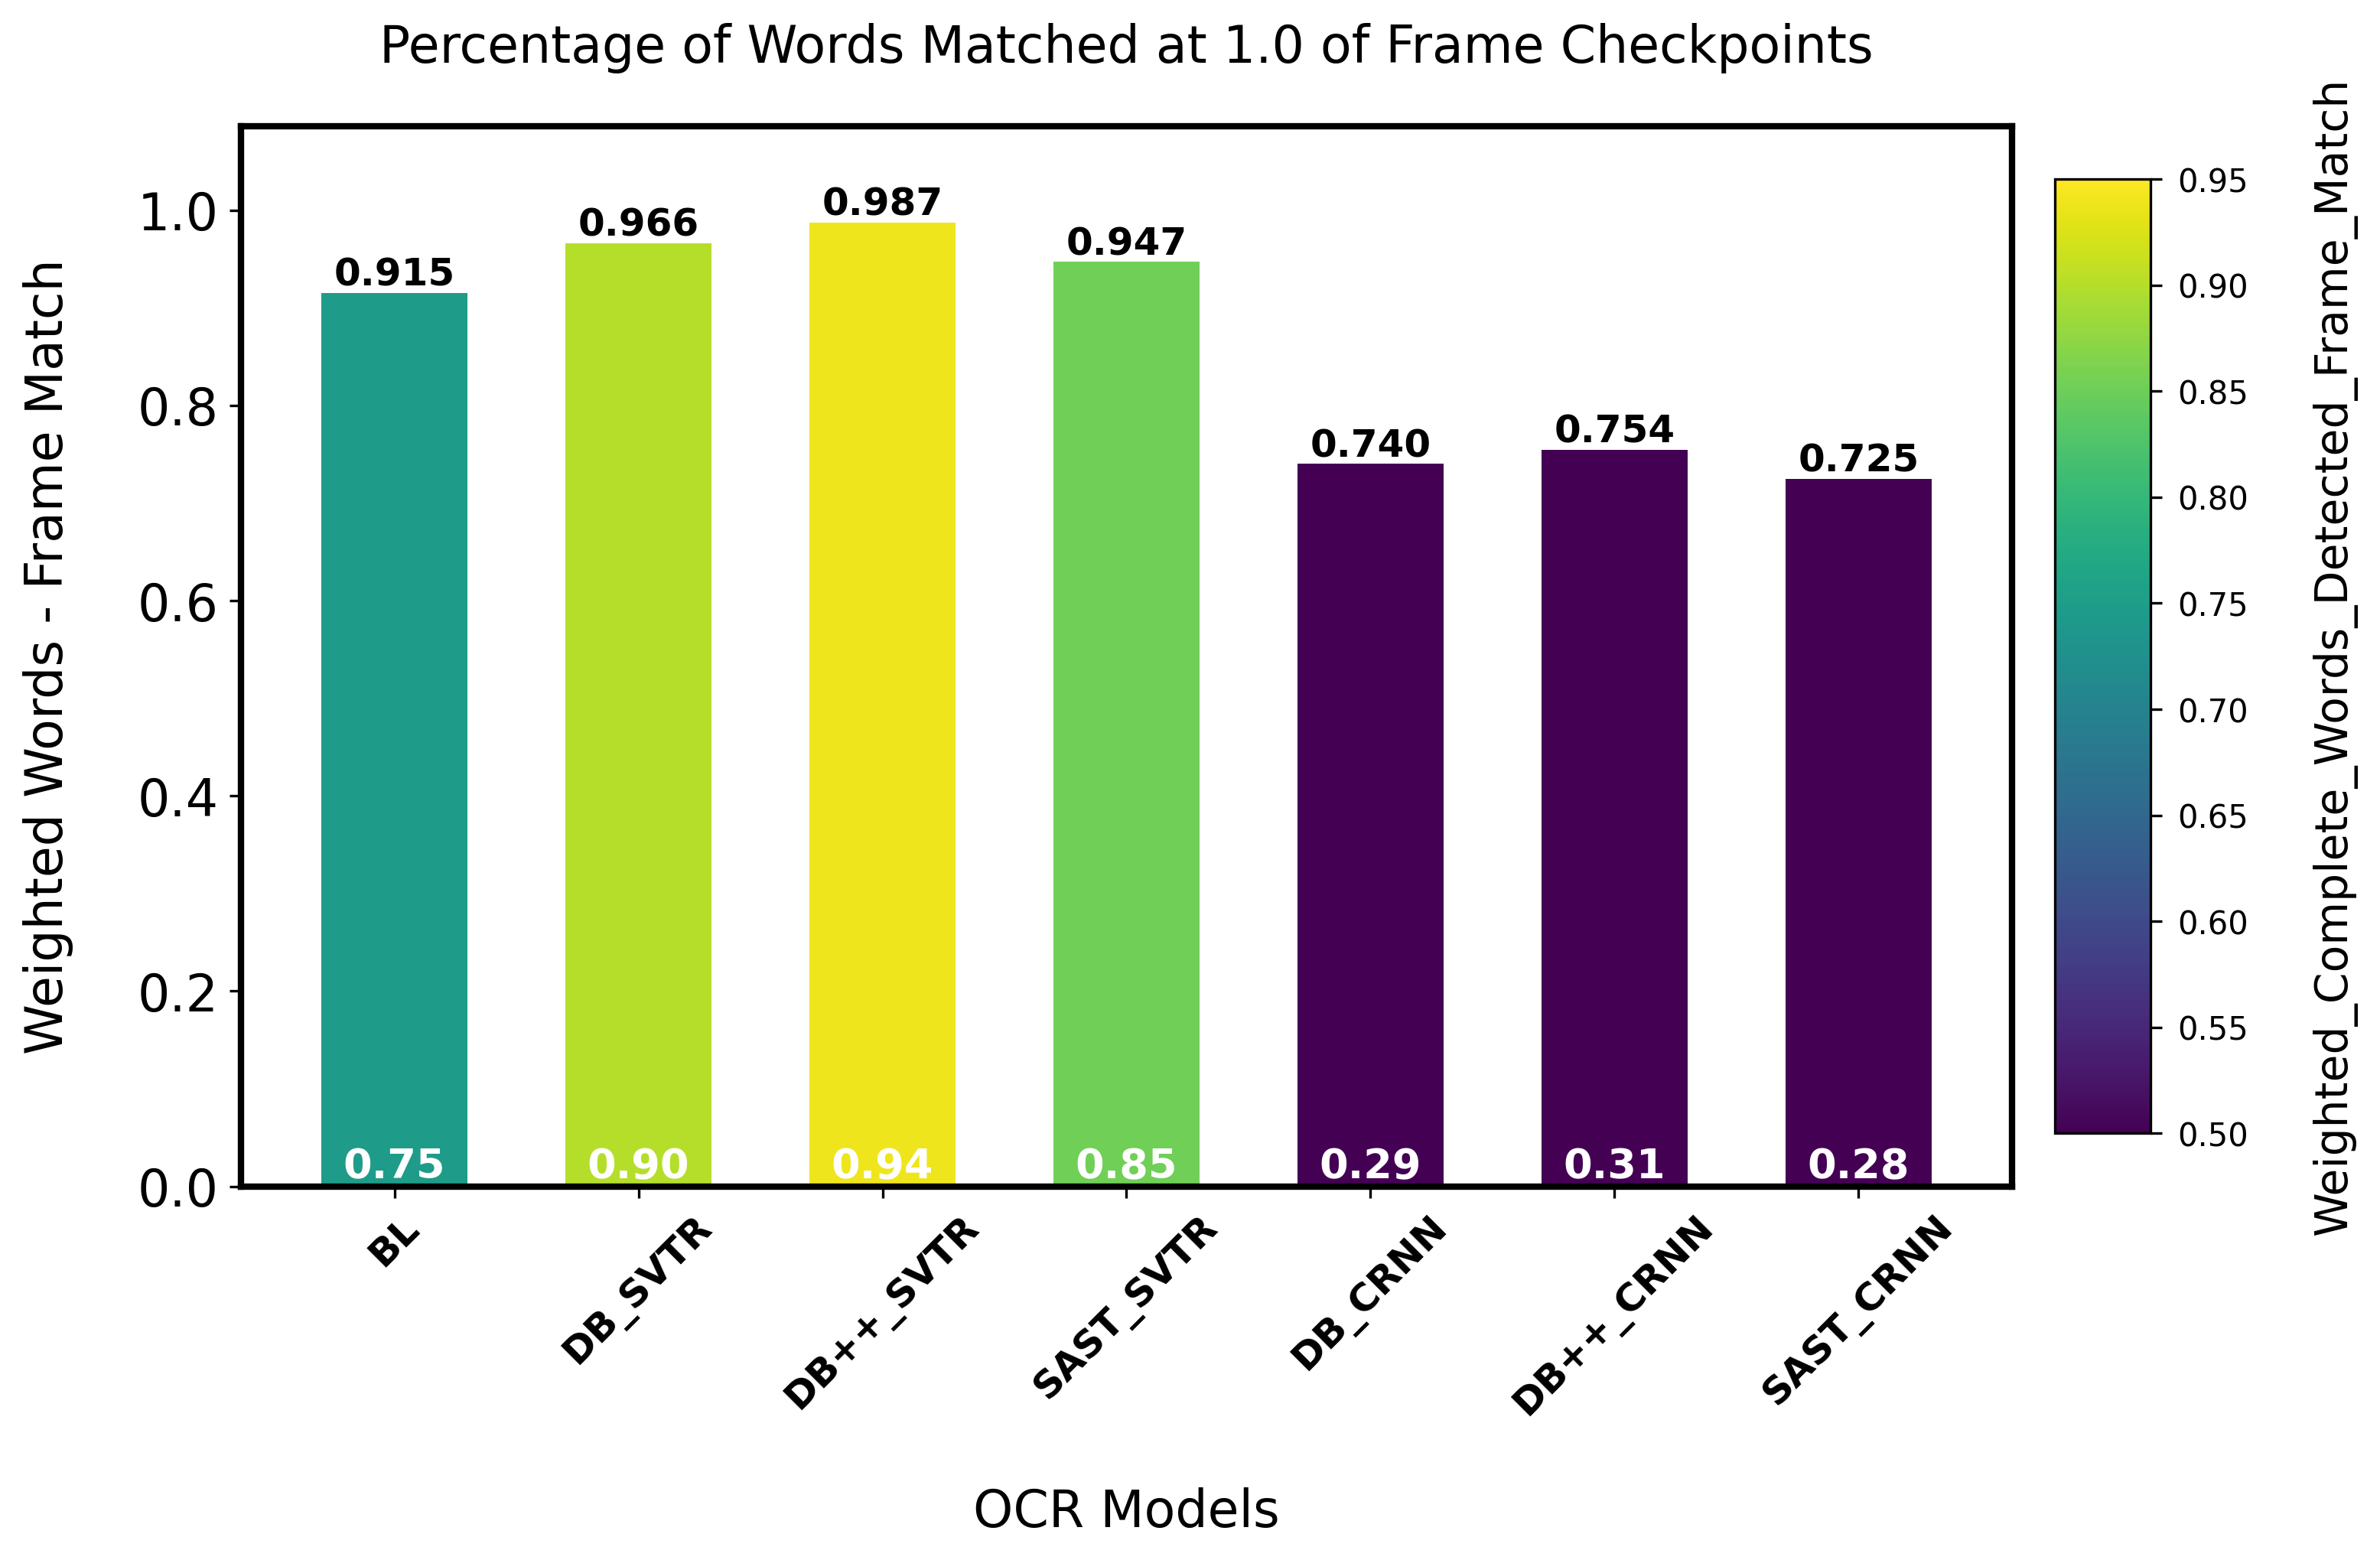 Percentage of Words Matched at 1.0 of Frame Checkpoints
Weighted Words - Frame Match
1.0
0.8
0.6
0.4
0.2
0.0
0.915
0.966
0.987
0.947
0.740
0.754
0.725
0.75
0.90
0.94
0.85
0.29
0.31
0.28
BL
DB_SVTR
DB++_SVTR
SAST_SVTR
DB_CRNN
DB++_CRNN
SAST_CRNN
OCR Models
0.95
0.90
0.85
0.80
0.75
0.70
0.65
0.60
0.55
0.50
Weighted_Complete_Words_Detected_Frame_Match